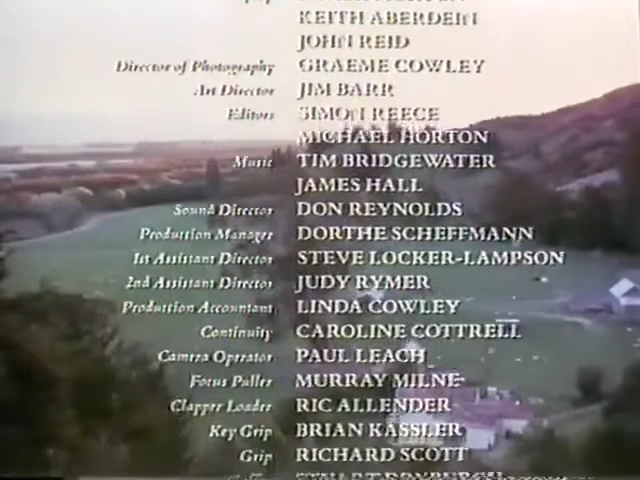 KEITH ABERDEIN
JOHN REID
Director of Photography GRAEME COWLEY
Art Director JIM BARR
Editors SIMON REECE
MICHAEL HORTON
Music TIM BRIDGEWATER
JAMES HALL
Sound Director DON REYNOLDS
Production Manager DORTHE SCHEFFMANN
1st Assistant Director STEVE LOCKER-LAMPSON
2nd Assistant Director JUDY RYMER
Production Accountant LINDA COWLEY
Continuity CAROLINE COTTRELL
Camera Operator PAUL LEACH
Focus Puller MURRAY MILNE
Clapper Loader RIC ALLENDER
Key Grip BRIAN KASSLER
Grip RICHARD SCOTT